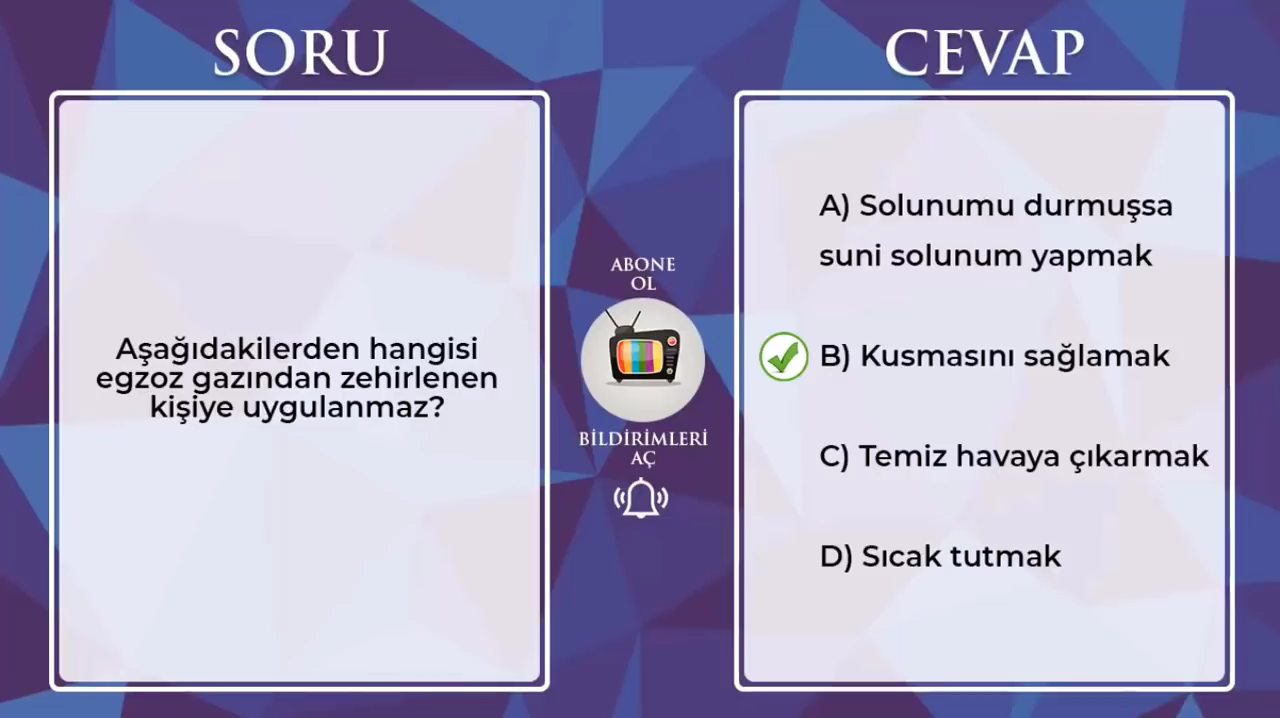 SORU
Aşağıdakilerden hangisi
egzoz gazından zehirlenen
kişiye uygulanmaz?
ABONE
OL
BİLDİRİMLERİ
AÇ
CEVAP
A) Solunumu durmuşsa
suni solunum yapmak
B) Kusmasını sağlamak
C) Temiz havaya çıkarmak
D) Sıcak tutmak